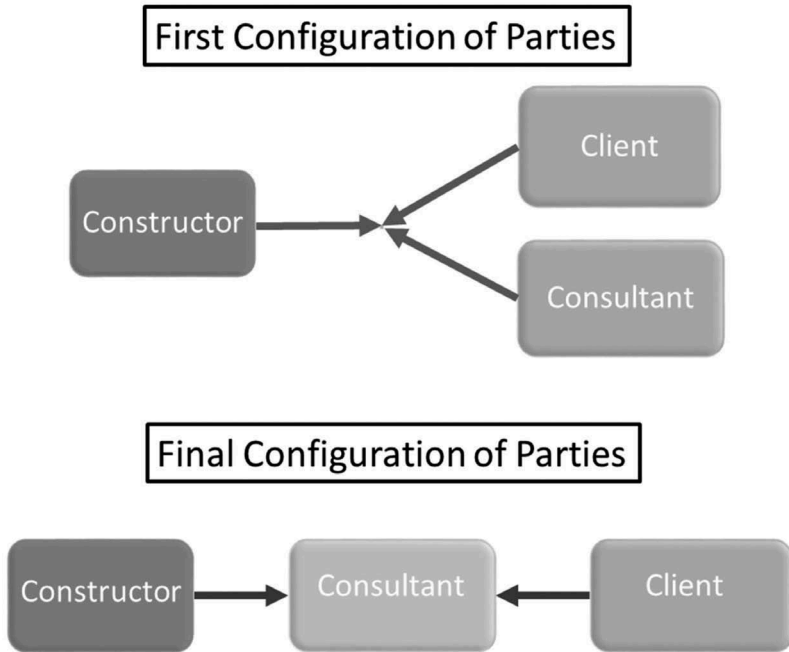 First Configuration of Parties
Client
Constructor
Consultant
Final Configuration of Parties
Constructor
Consultant
Client